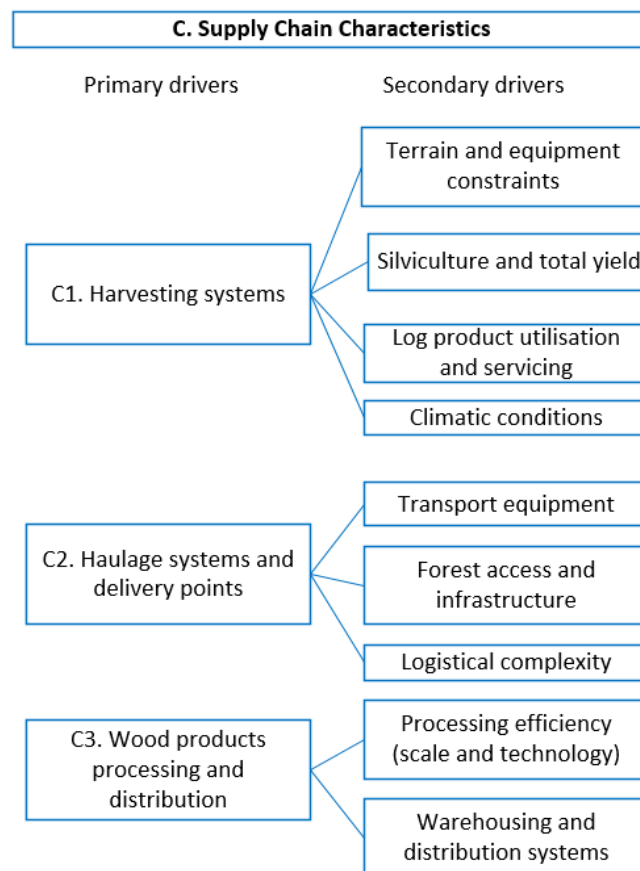 C. Supply Chain Characteristics
Primary drivers
Secondary drivers
C1. Harvesting systems
Terrain and equipment
constraints
Silviculture and total yield
Log product utilisation
and servicing
Climatic conditions
C2. Haulage systems and
delivery points
Transport equipment
Forest access and
infrastructure
Logistical complexity
C3. Wood products
processing and
distribution
Processing efficiency
(scale and technology)
Warehousing and
distribution systems